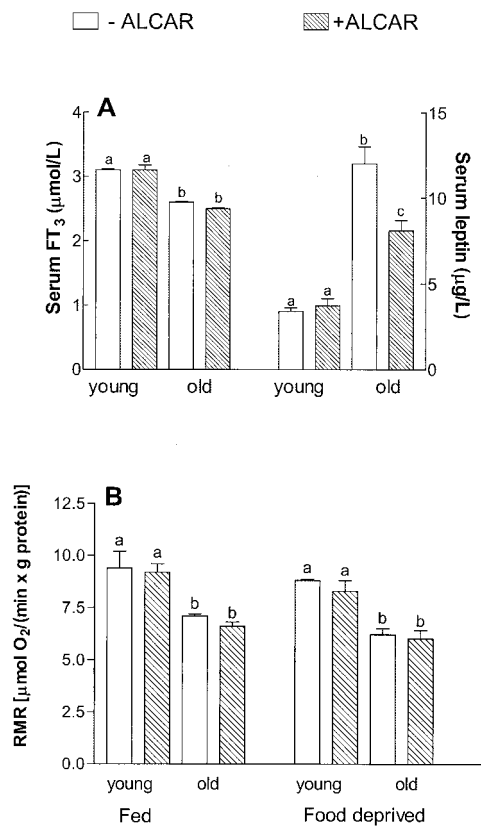 - ALCAR
+ALCAR
A
Serum FT3 (µmol/L)
4
3
2
1
0
a
a
b
b
a
a
b
c
15
10
5
0
Serum leptin (µg/L)
young
old
young
old
B
RMR [µmol O2/(min x g protein)]
12.5
10.0
7.5
5.0
2.5
0.0
a
a
b
b
a
a
b
b
young
old
young
old
Fed
Food deprived